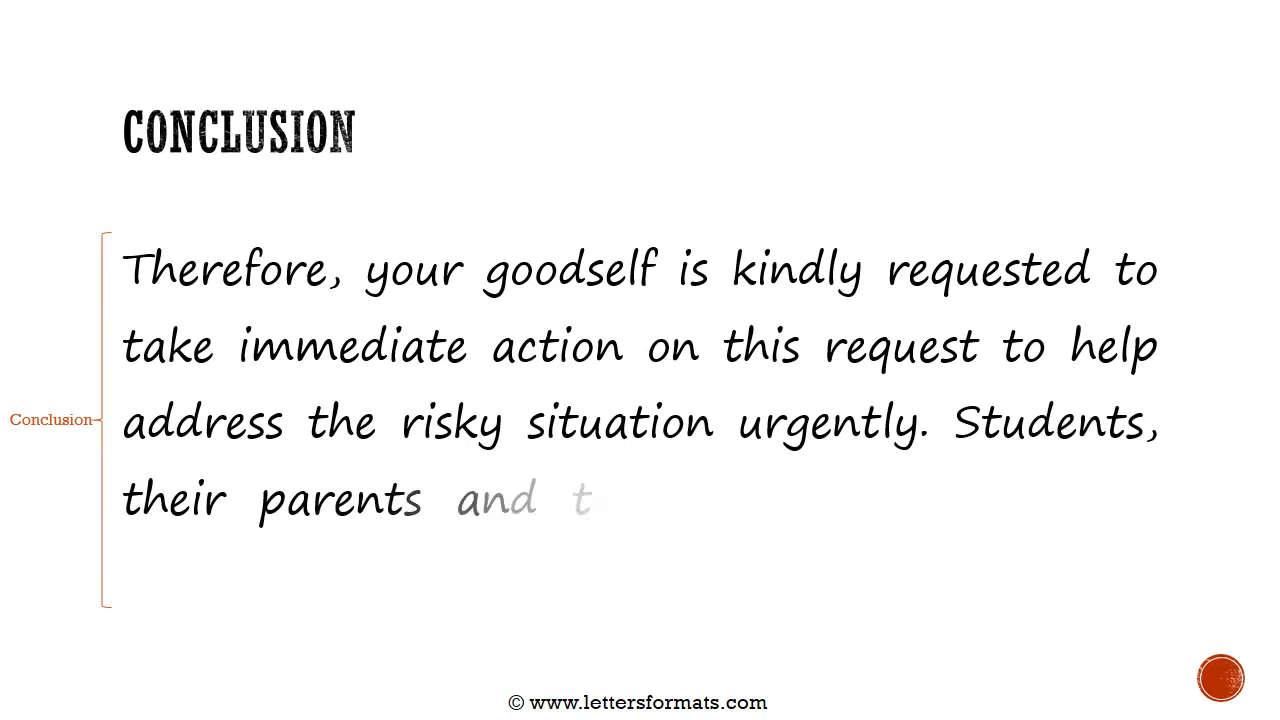 CONCLUSION
Therefore, your goodself is kindly requested to
take immediate action on this request to help
Conclusion
address the risky situation urgently. Students,
their parents and
© www.lettersformats.com